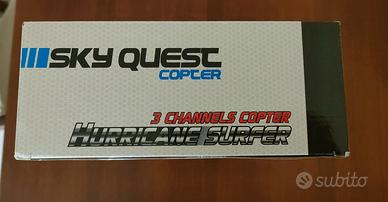 SKY QUEST
COPTER
3 CHANNELS COPTER
HURRICANE SURFER
subito